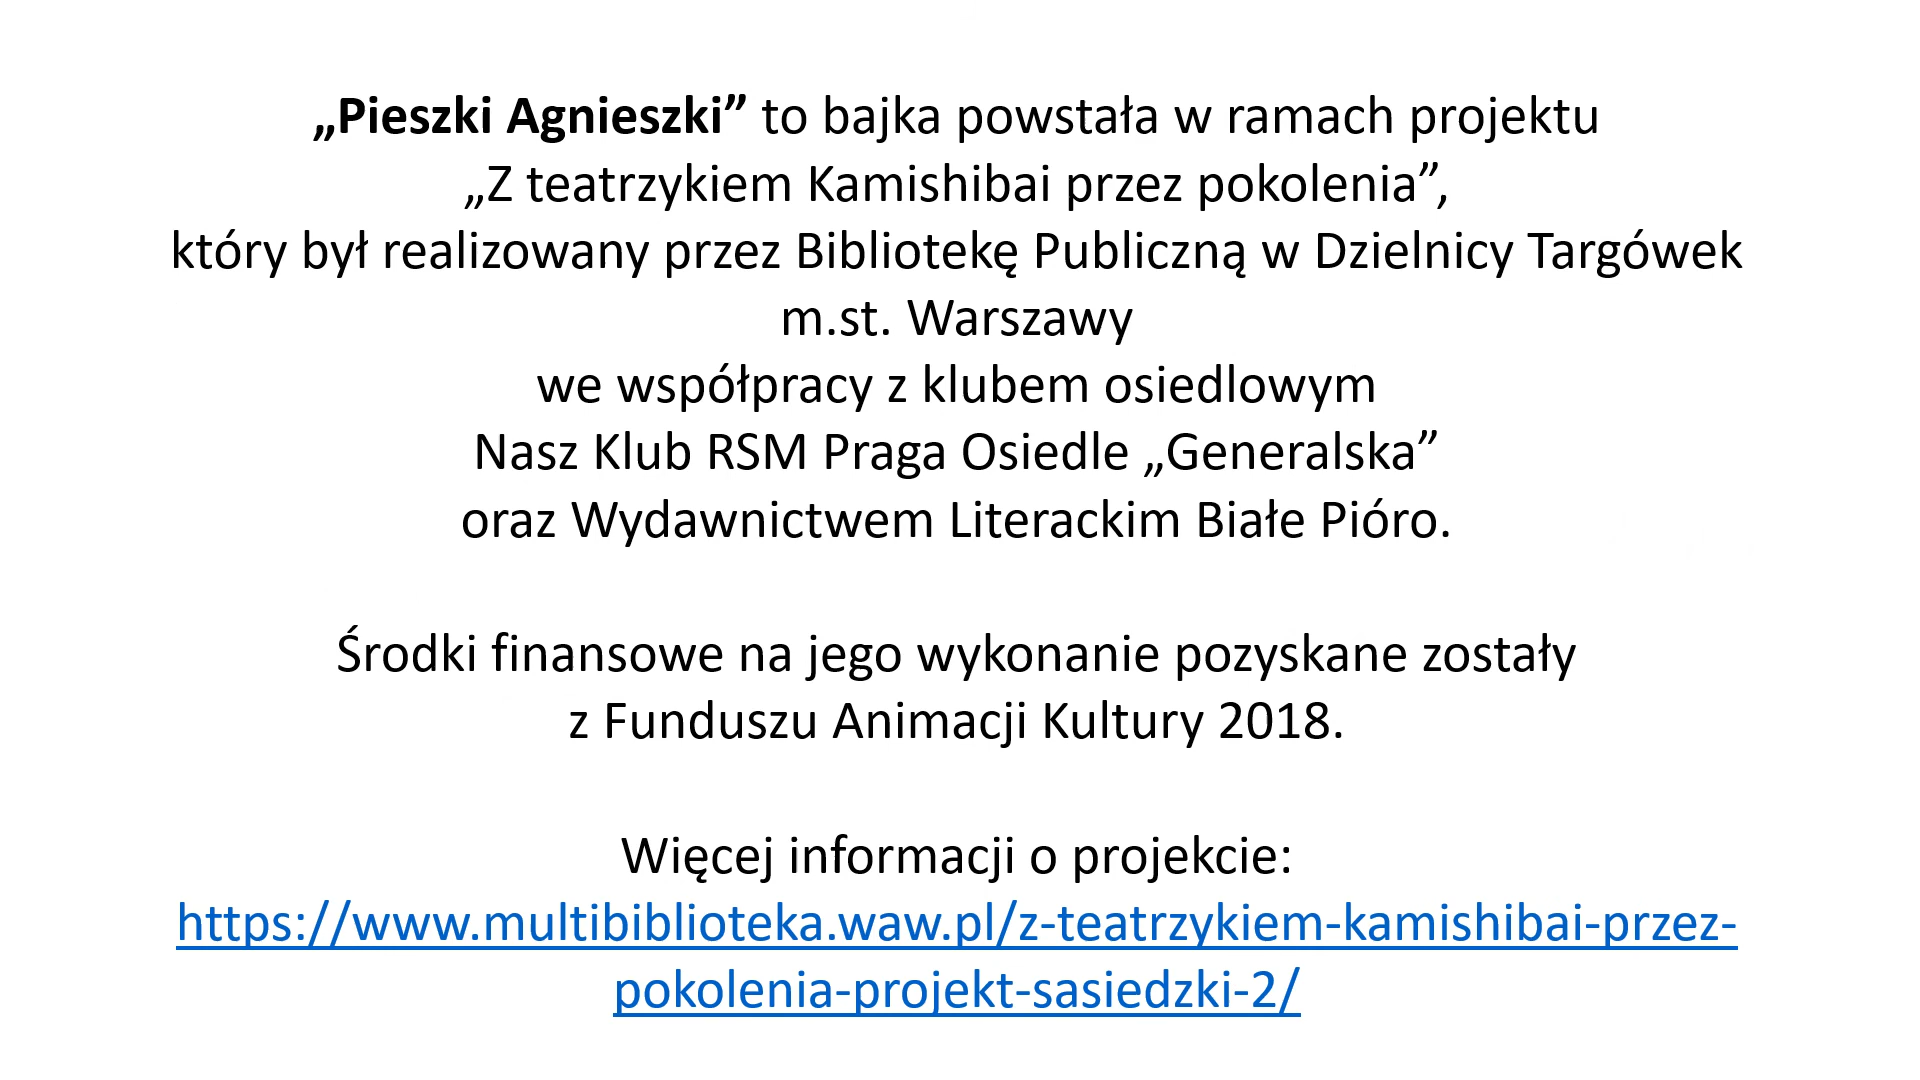 „Pieszki Agnieszki” to bajka powstała w ramach projektu
„Z teatrzykiem Kamishibai przez pokolenia”,
który był realizowany przez Bibliotekę Publiczną w Dzielnicy Targówek
m.st. Warszawy
we współpracy z klubem osiedlowym
Nasz Klub RSM Praga Osiedle „Generalska”
oraz Wydawnictwem Literackim Białe Pióro.
Środki finansowe na jego wykonanie pozyskane zostały
z Funduszu Animacji Kultury 2018.
Więcej informacji o projekcie:
https://www.multibiblioteka.waw.pl/z-teatrzykiem-kamishibai-przez-
pokolenia-projekt-sasiedzki-2/